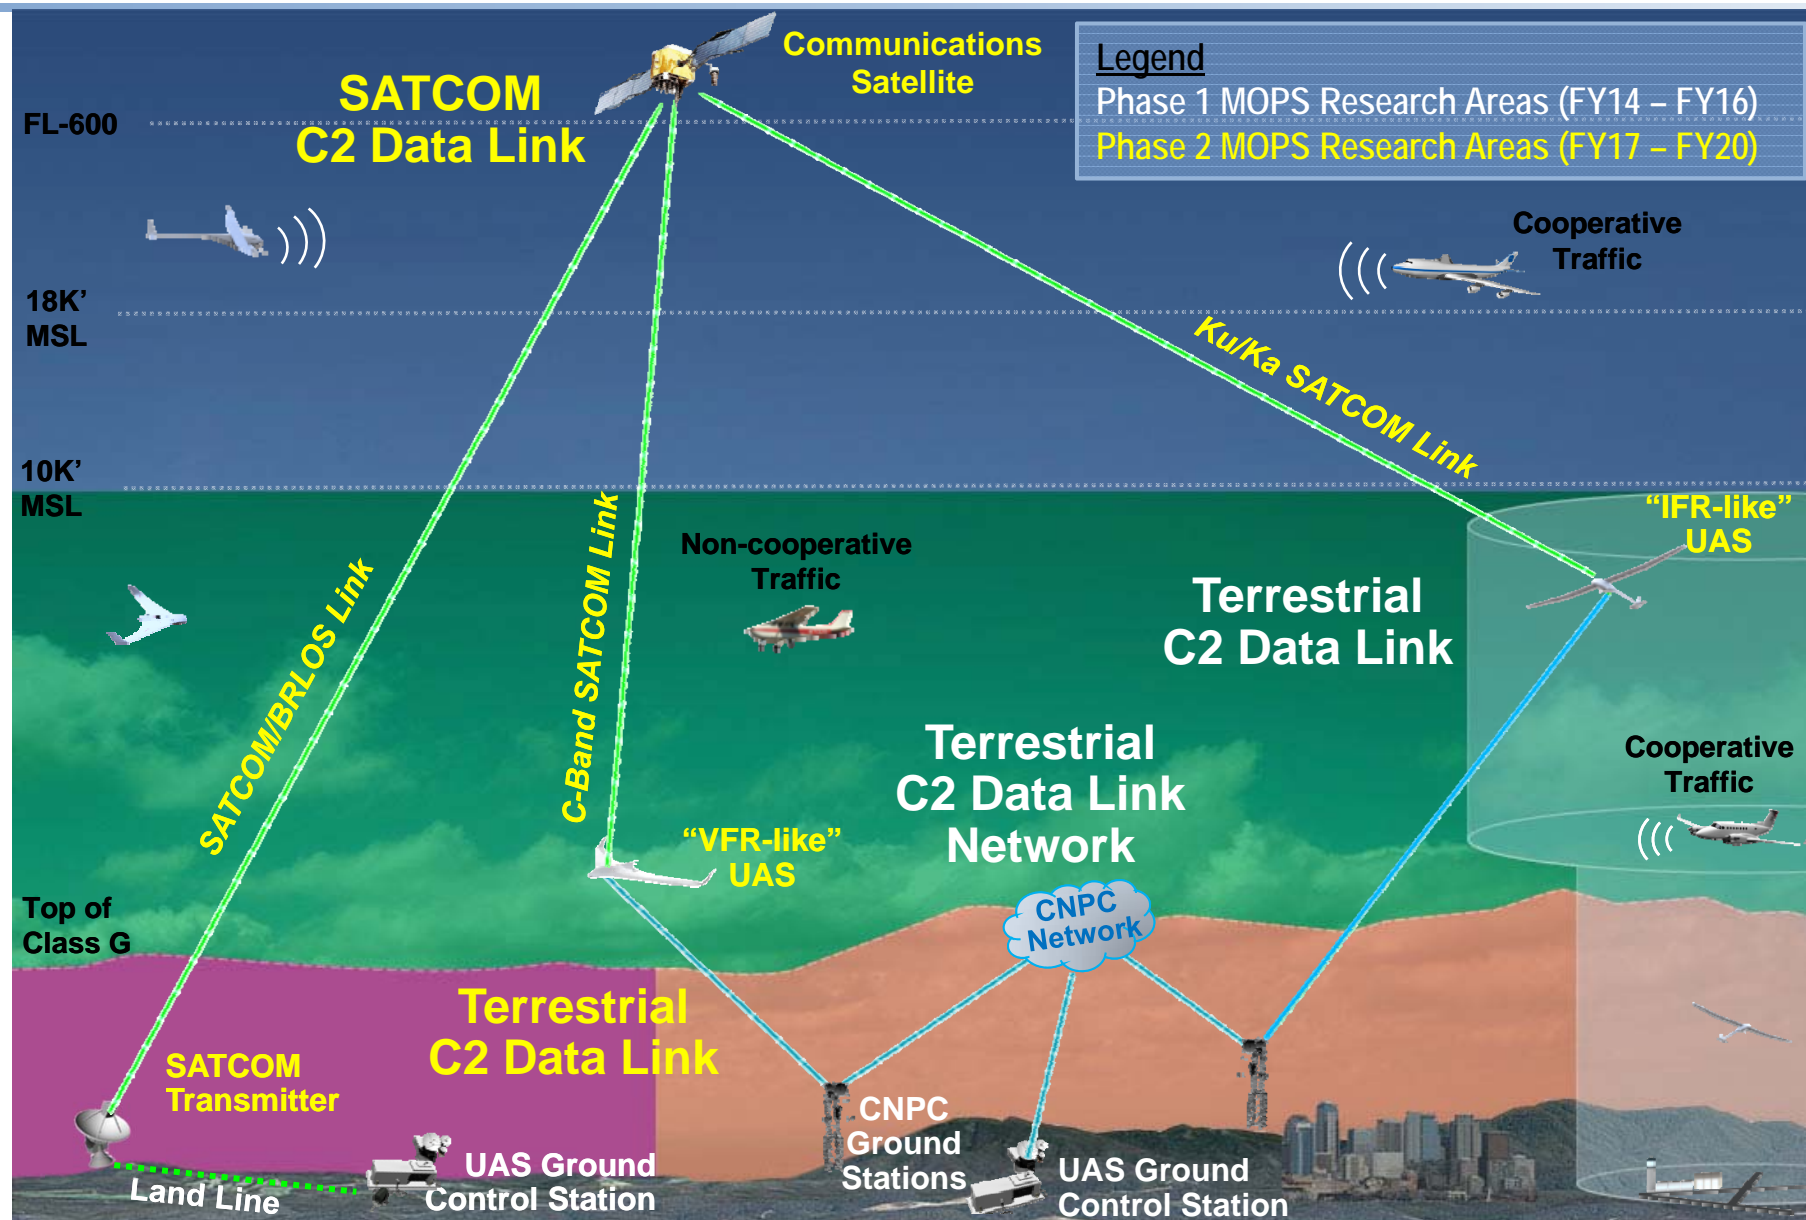 Communications
Satellite
SATCOM
C2 Data Link
Legend
Phase 1 MOPS Research Areas (FY14 – FY16)
Phase 2 MOPS Research Areas (FY17 – FY20)
FL-600
Cooperative
Traffic
18K’
MSL
Ku/Ka SATCOM Link
10K’
MSL
“IFR-like”
UAS
Non-cooperative
Traffic
C-Band SATCOM Link
SATCOM/BRLOS Link
Terrestrial
C2 Data Link
Terrestrial
C2 Data Link
Network
Cooperative
Traffic
“VFR-like”
UAS
Top of
Class G
CNPC
Network
Terrestrial
C2 Data Link
SATCOM
Transmitter
CNPC
Ground
Stations
UAS Ground
Control Station
UAS Ground
Control Station
Land Line